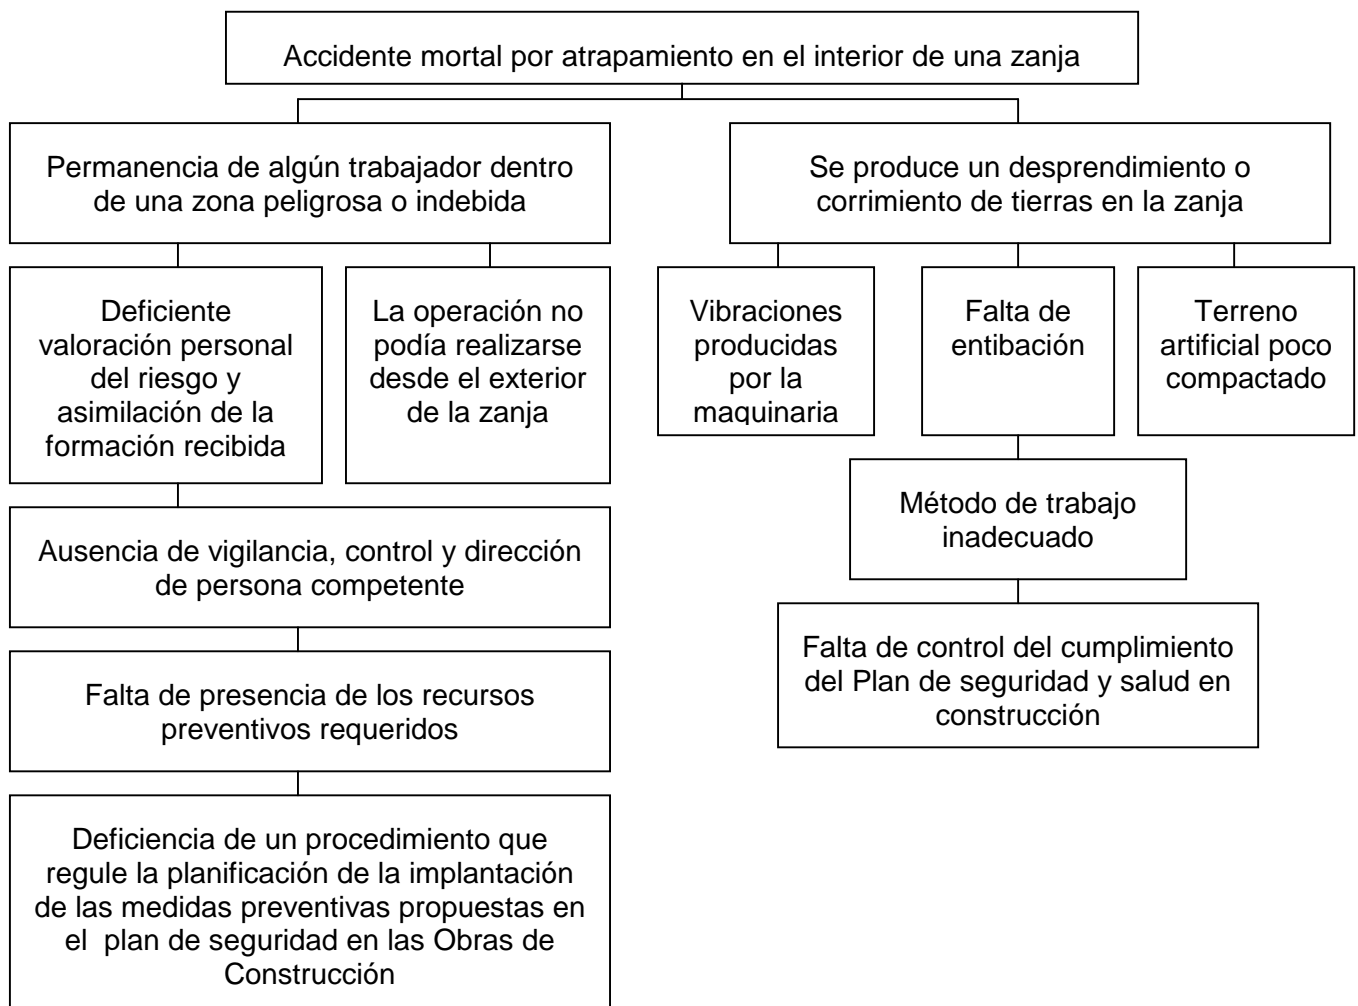 Accidente mortal por atrapamiento en el interior de una zanja
Permanencia de algún trabajador dentro
de una zona peligrosa o indebida
Se produce un desprendimiento o
corrimiento de tierras en la zanja
Deficiente
valoración personal
del riesgo y
asimilación de la
formación recibida
La operación no
podía realizarse
desde el exterior
de la zanja
Vibraciones
producidas
por la
maquinaria
Falta de
entibación
Terreno
artificial poco
compactado
Ausencia de vigilancia, control y dirección
de persona competente
Método de trabajo
inadecuado
Falta de presencia de los recursos
preventivos requeridos
Falta de control del cumplimiento
del Plan de seguridad y salud en
construcción
Deficiencia de un procedimiento que
regule la planificación de la implantación
de las medidas preventivas propuestas en
el plan de seguridad en las Obras de
Construcción